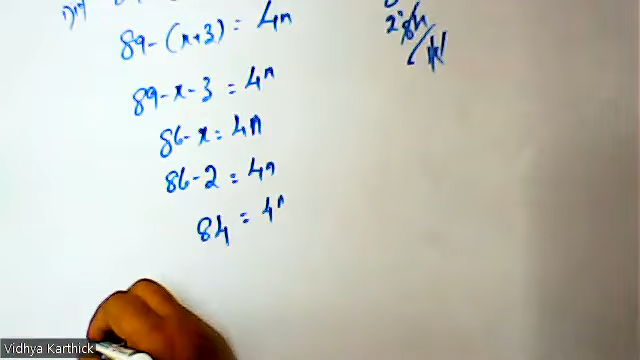 89 - (x+3) = 4n
89 - x - 3 = 4n
86 - x = 4n
86 - 2 = 4n
84 = 4n
Vidhya Karthick